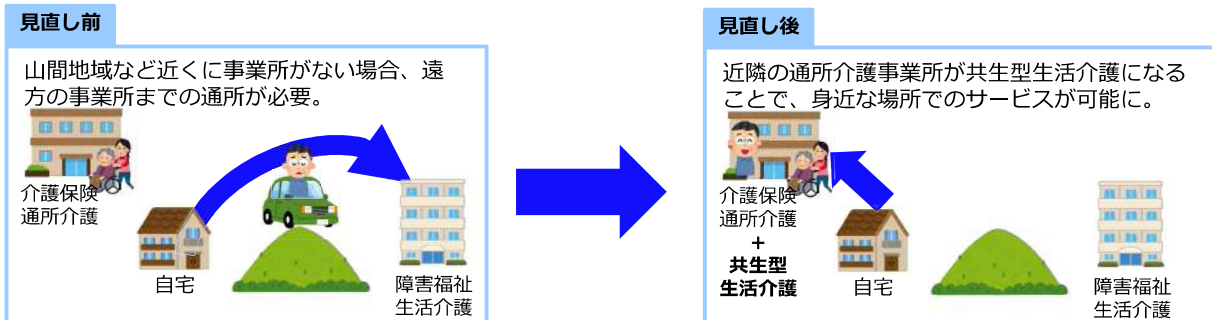 見直し前
山間地域など近くに事業所がない場合、遠
方の事業所までの通所が必要。
介護保険
通所介護
自宅
障害福祉
生活介護
見直し後
近隣の通所介護事業所が共生型生活介護になる
ことで、身近な場所でのサービスが可能に。
介護保険
通所介護
+
共生型
生活介護
自宅
障害福祉
生活介護